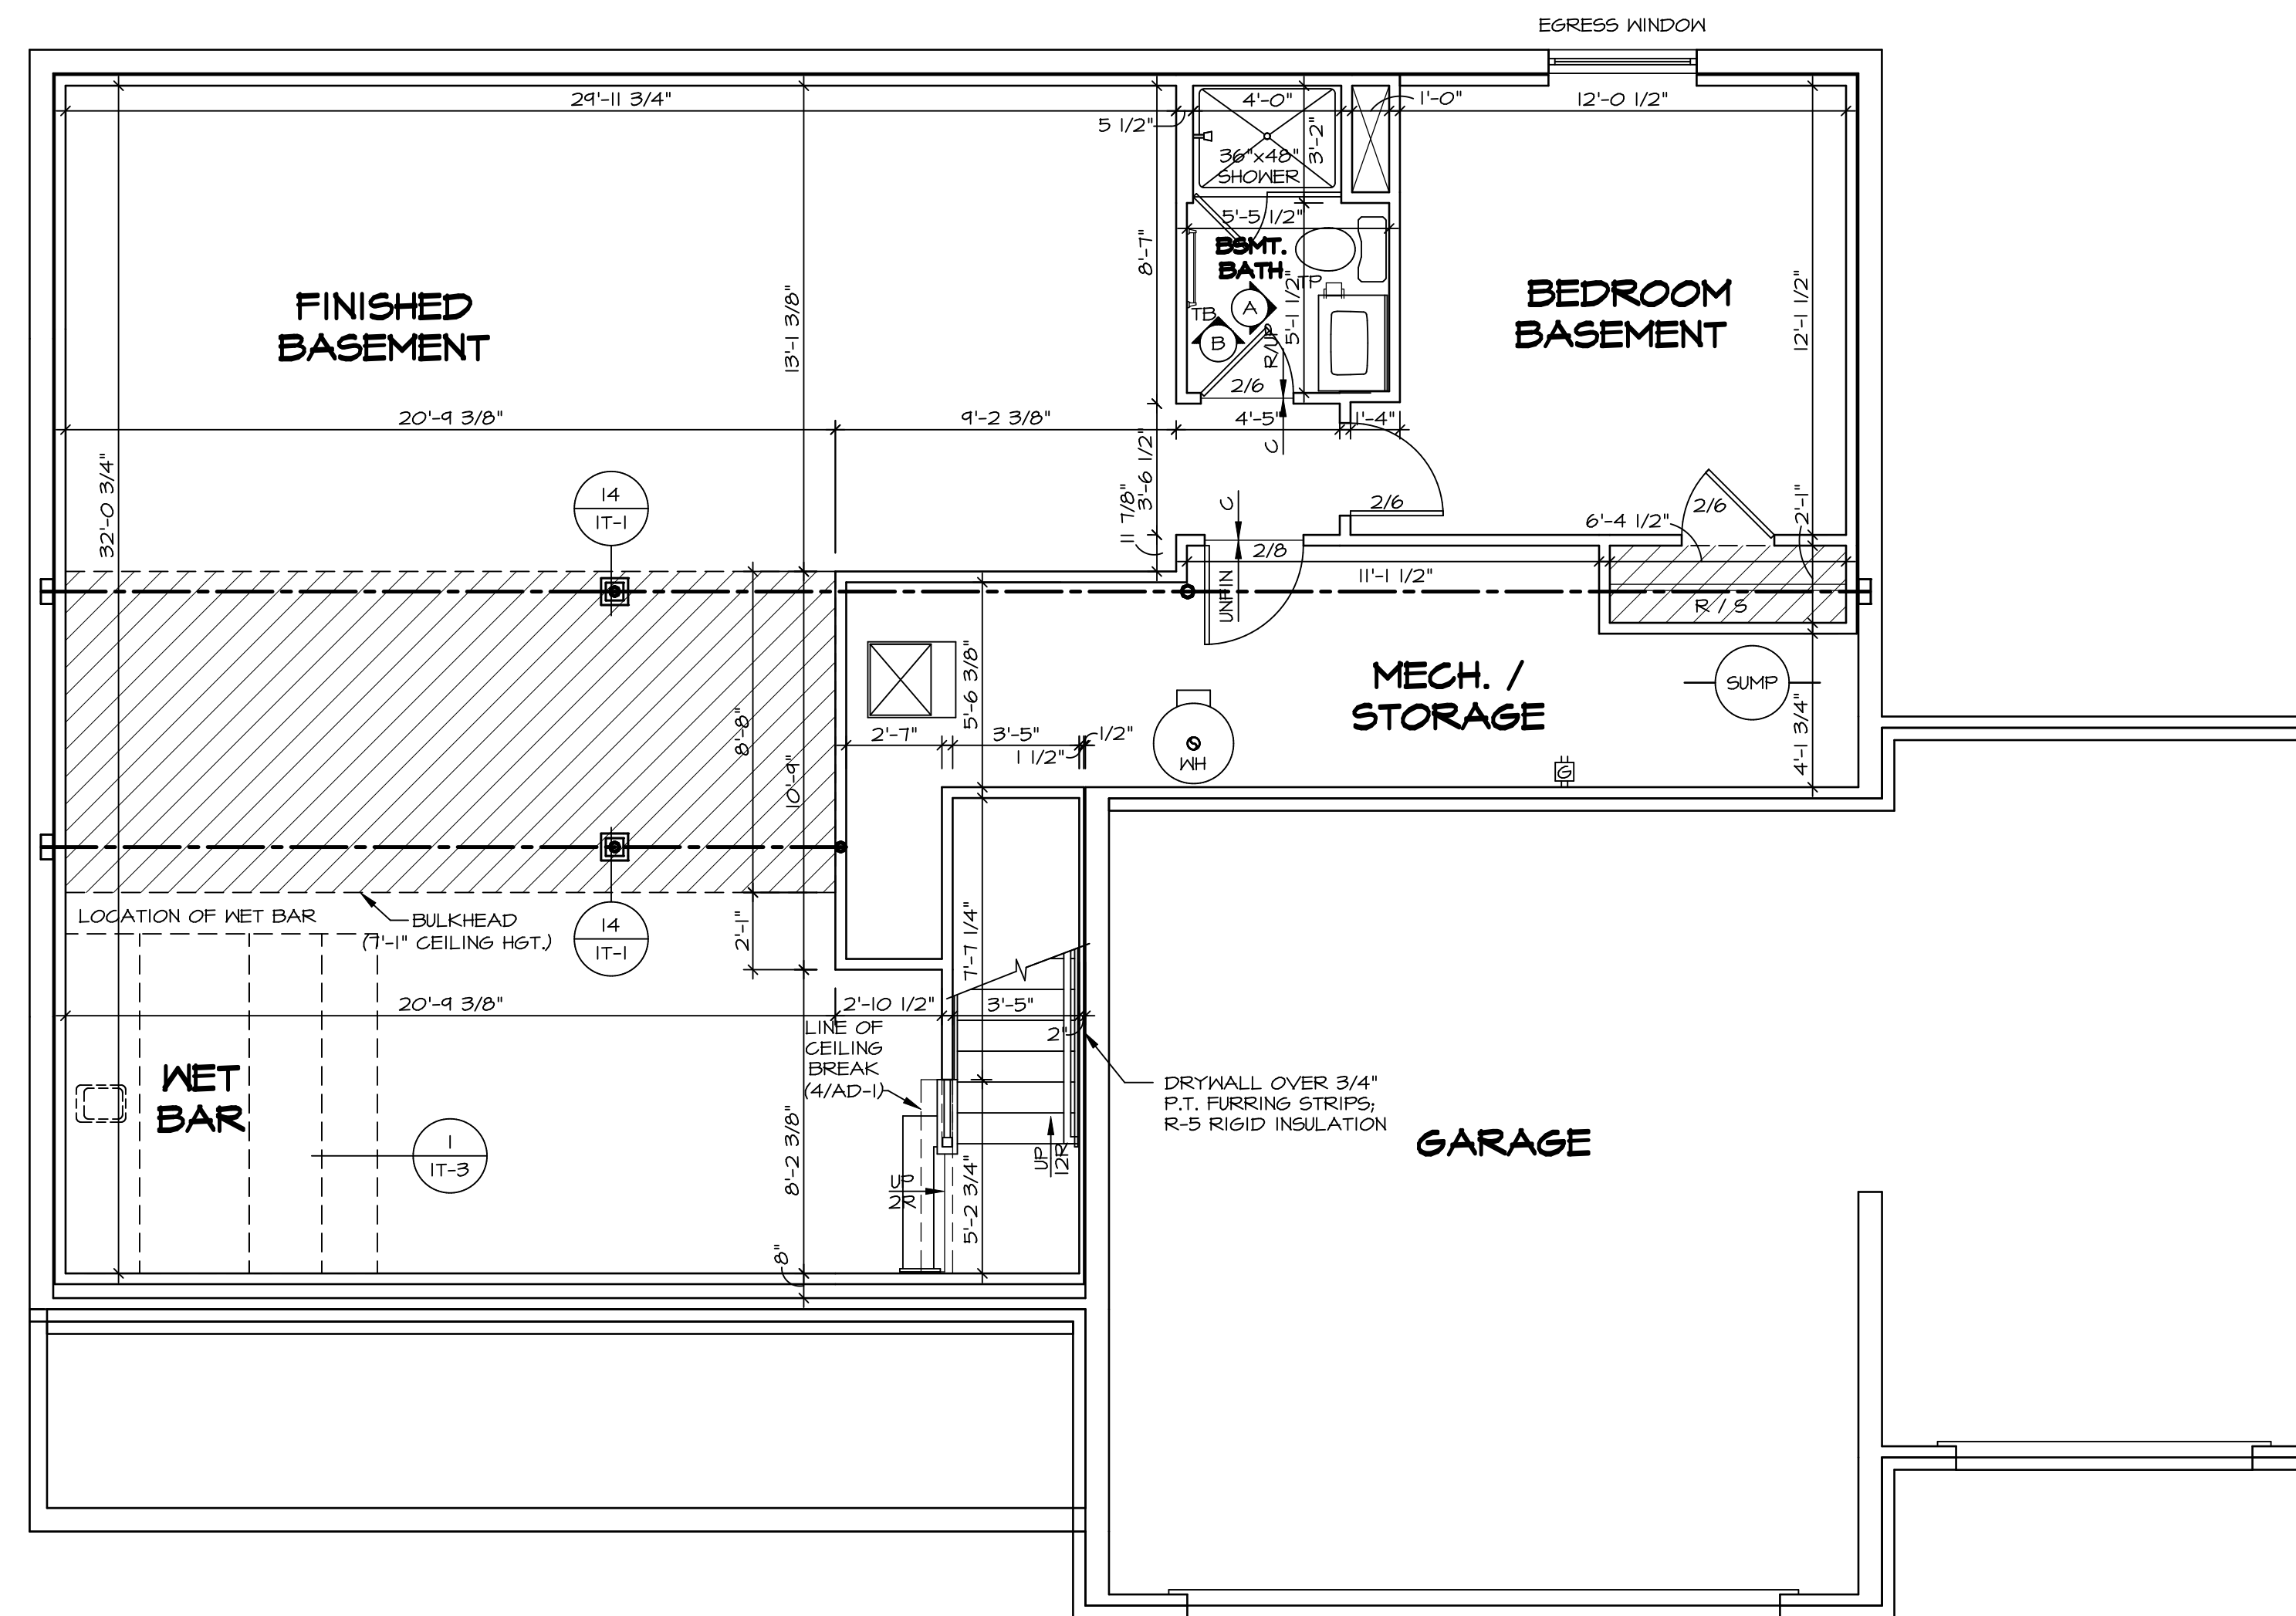 EGRESS WINDOW
29'-11 3/4"
4'-0"
1'-0"
12'-0 1/2"
5 1/2"
3'-2"
36"x48"
SHOWER
5'-5 1/2"
8'-7"
BSMT.
BATH
TP
TB
A
B
5'-1 1/2"
R/UP
2/6
FINISHED
BASEMENT
13'-1 3/8"
BEDROOM
BASEMENT
12'-1 1/2"
20'-9 3/8"
9'-2 3/8"
4'-5"
1'-4"
C
32'-0 3/4"
14
IT-1
3'-6 1/2"
11 7/8"
C
2/6
2/6
2'-1"
6'-4 1/2"
2/8
11'-1 1/2"
UNFIN
R / S
5'-6 3/8"
MECH. /
STORAGE
SUMP
8'-8"
10'-9"
2'-7"
3'-5"
1/2"
1 1/2"
WH
G
4'-1 3/4"
LOCATION OF WET BAR
BULKHEAD
(7'-1" CEILING HGT.)
14
IT-1
2'-1"
7'-7 1/4"
20'-9 3/8"
2'-10 1/2"
3'-5"
2"
LINE OF
CEILING
BREAK
(4/AD-1)
WET
BAR
DRYWALL OVER 3/4"
P.T. FURRING STRIPS;
R-5 RIGID INSULATION
GARAGE
1
IT-3
8'-2 3/8"
UP
12R
UP
2R
5'-2 3/4"
8"